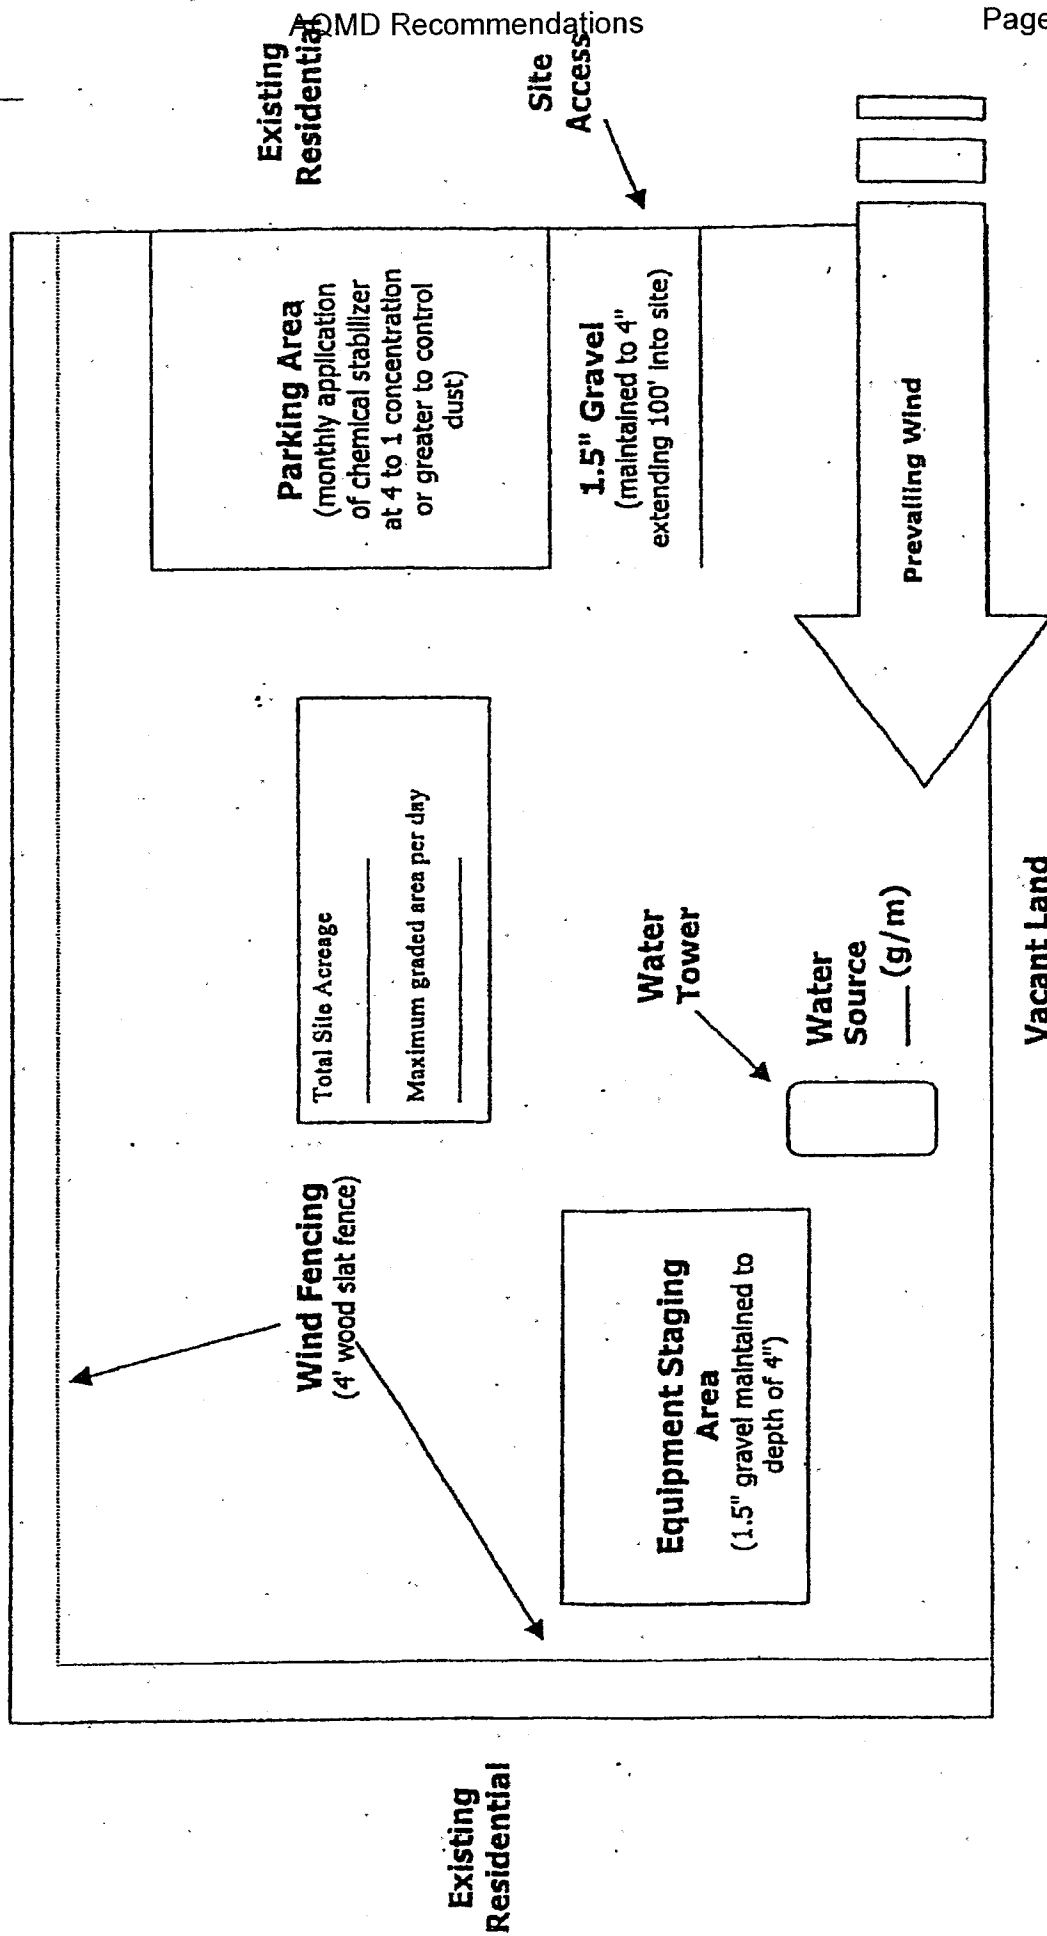 AQMD Recommendations
Page
Existing
Residential
Site
Access
Parking Area
(monthly application
of chemical stabilizer
at 4 to 1 concentration
or greater to control
dust)
1.5" Gravel
(maintained to 4"
extending 100' into site)
Prevailing Wind
Total Site Acreage
Maximum graded area per day
Water
Tower
Water
Source
___ (g/m)
Vacant Land
Wind Fencing
(4' wood slat fence)
Equipment Staging
Area
(1.5" gravel maintained to
depth of 4")
Existing
Residential